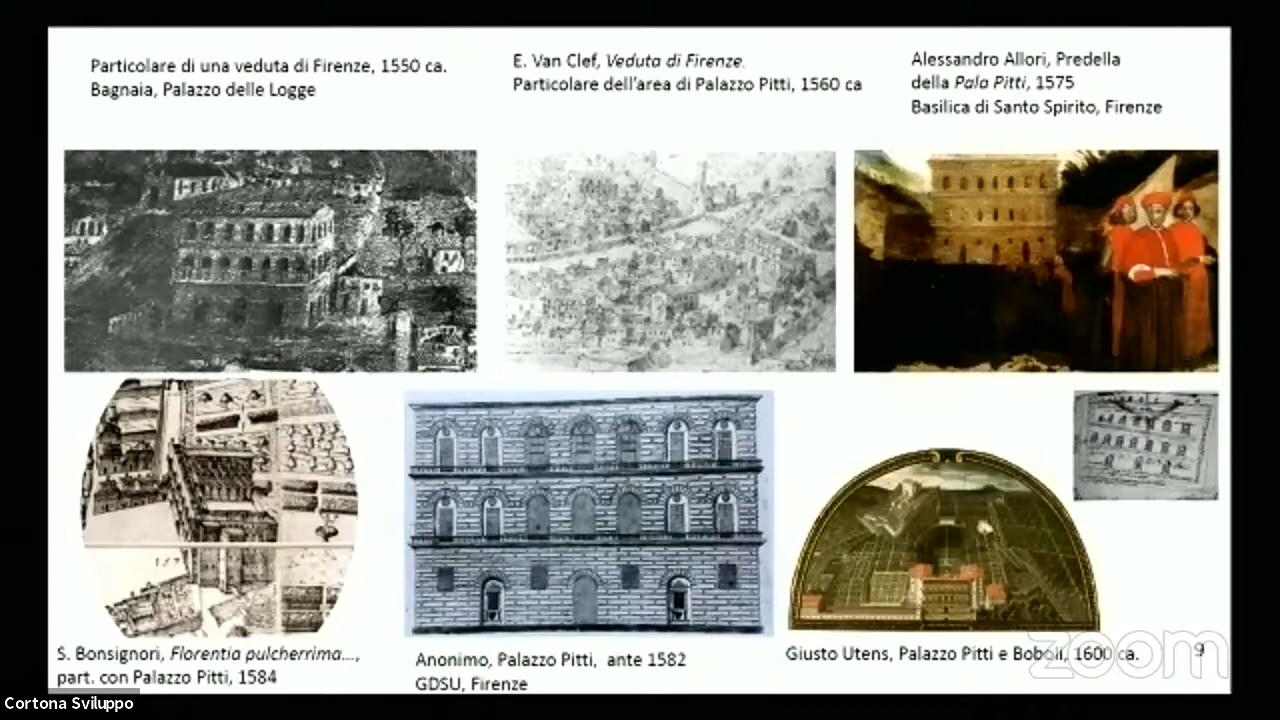 Particolare di una veduta di Firenze, 1550 ca.
Bagnaia, Palazzo delle Logge
E. Van Clef, Veduta di Firenze.
Particolare dell'area di Palazzo Pitti, 1560 ca
Alessandro Allori, Predella
della Pala Pitti, 1575
Basilica di Santo Spirito, Firenze
S. Bonsignori, Florentia pulcherrima...,
part. con Palazzo Pitti, 1584
Anonimo, Palazzo Pitti, ante 1582
GDSU, Firenze
Giusto Utens, Palazzo Pitti e Boboli, 1600 ca.
9
zoom
Cortona Sviluppo